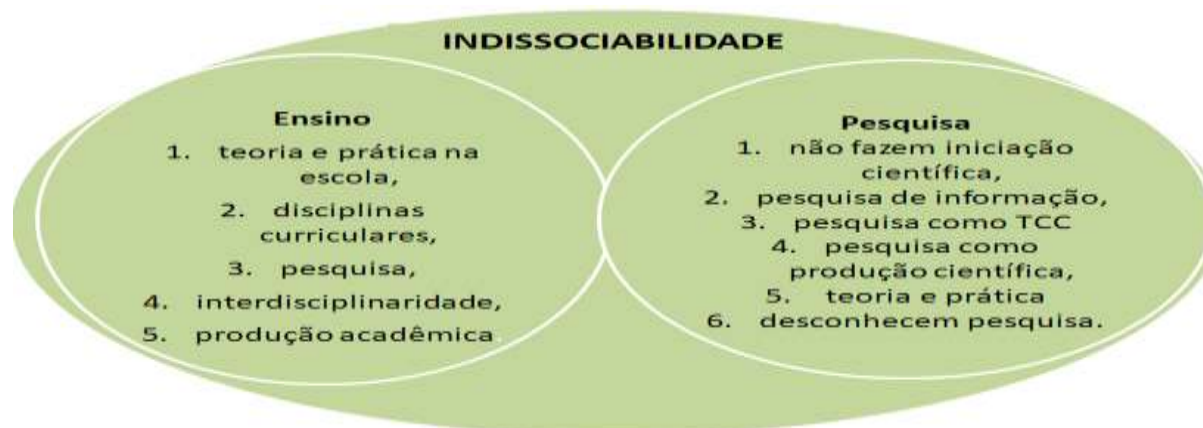 INDISSOCIABILIDADE
Ensino
1. teoria e prática na
escola,
2. disciplinas
curriculares,
3. pesquisa,
4. interdisciplinaridade,
5. produção acadêmica.
Pesquisa
1. não fazem iniciação
científica,
2. pesquisa de informação,
3. pesquisa como TCC
4. pesquisa como
produção científica,
5. teoria e prática
6. desconhecem pesquisa.